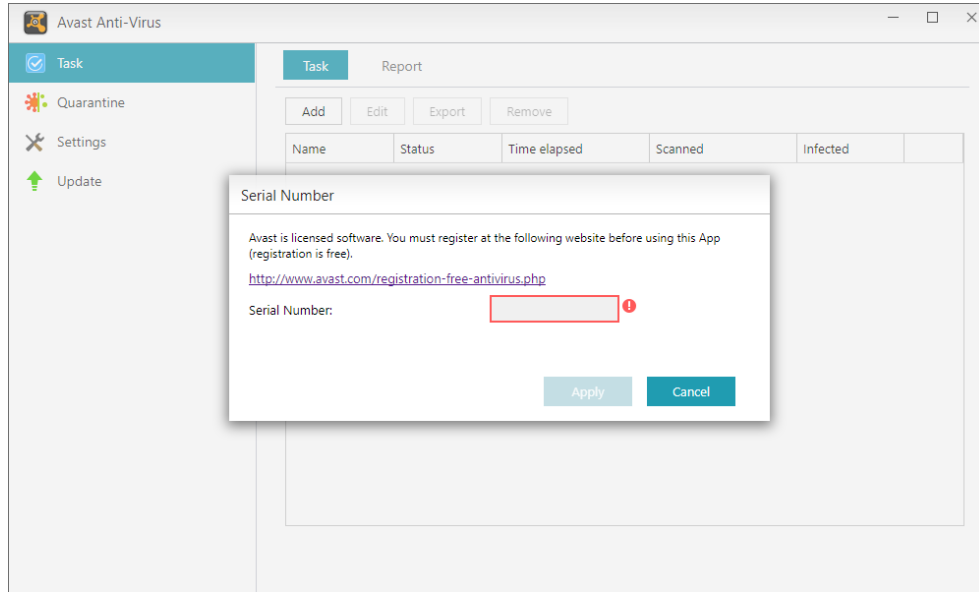 Avast Anti-Virus
Task
Quarantine
Settings
Update
Task Report
Add Edit Export Remove
Name Status Time elapsed Scanned Infected
Serial Number
Avast is licensed software. You must register at the following website before using this App
(registration is free).
http://www.avast.com/registration-free-antivirus.php
Serial Number:
Apply Cancel